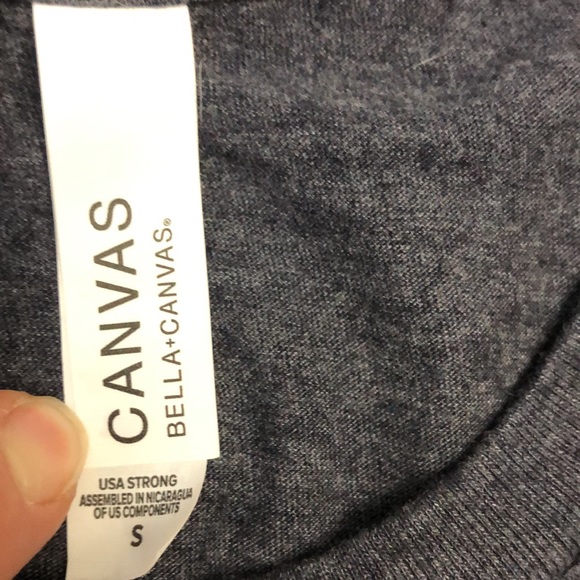 CANVAS
BELLA+CANVAS®
USA STRONG
ASSEMBLED IN NICARAGUA
OF US COMPONENTS
S